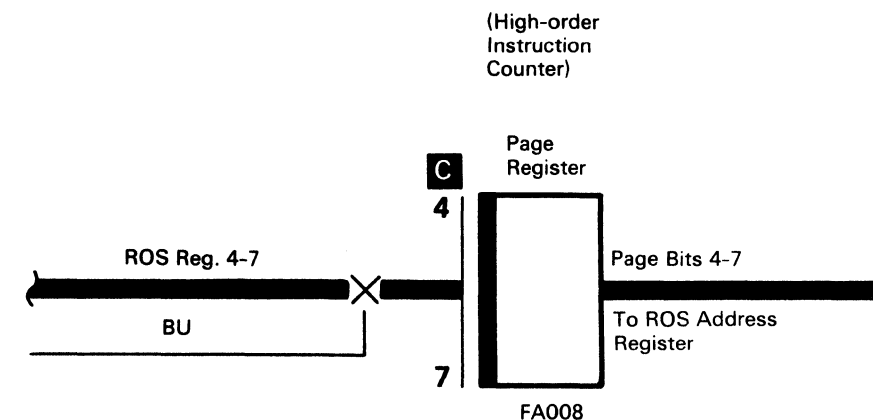 (High-order
Instruction
Counter)
Page
Register
C
4
ROS Reg. 4-7
Page Bits 4-7
BU
To ROS Address
Register
7
FA008